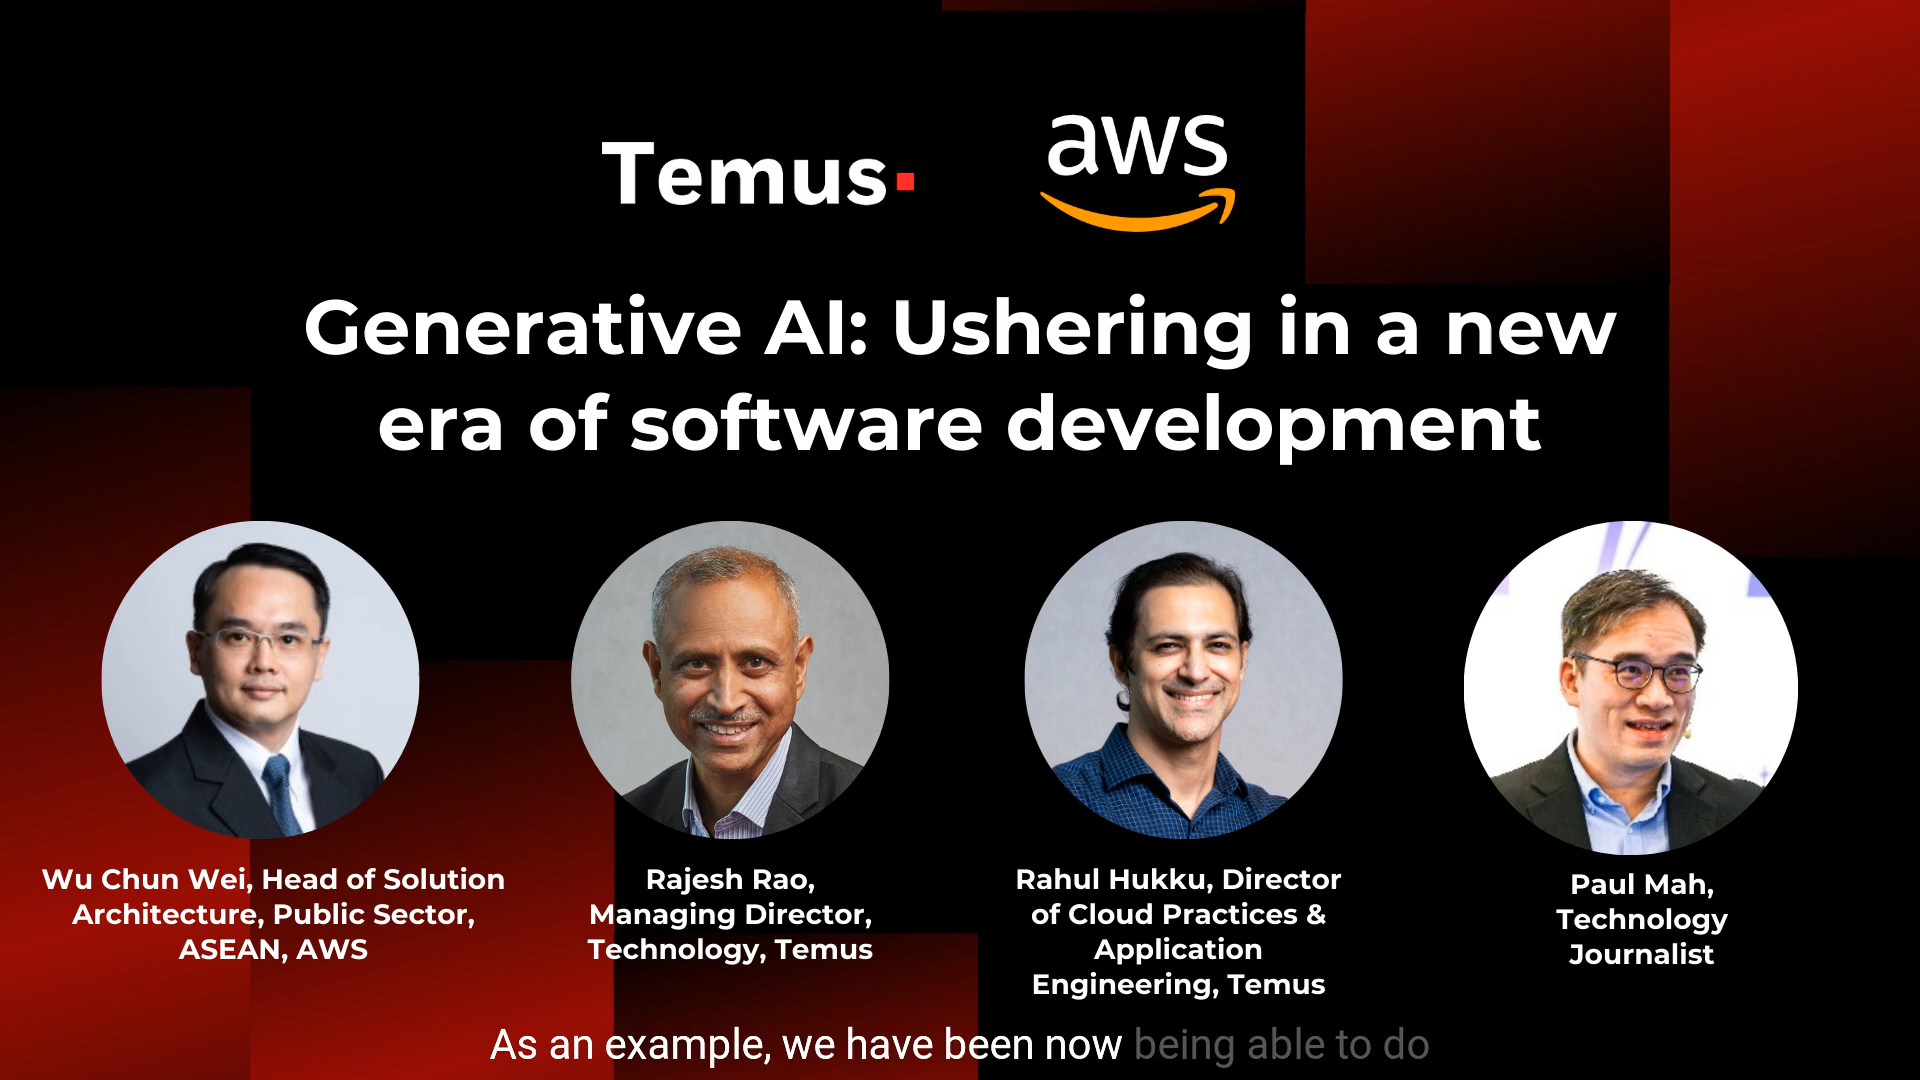 Temus
aws
Generative AI: Ushering in a new
era of software development
Wu Chun Wei, Head of Solution
Architecture, Public Sector,
ASEAN, AWS
Rajesh Rao,
Managing Director,
Technology, Temus
Rahul Hukku, Director
of Cloud Practices &
Application
Engineering, Temus
Paul Mah,
Technology
Journalist
As an example, we have been now being able to do